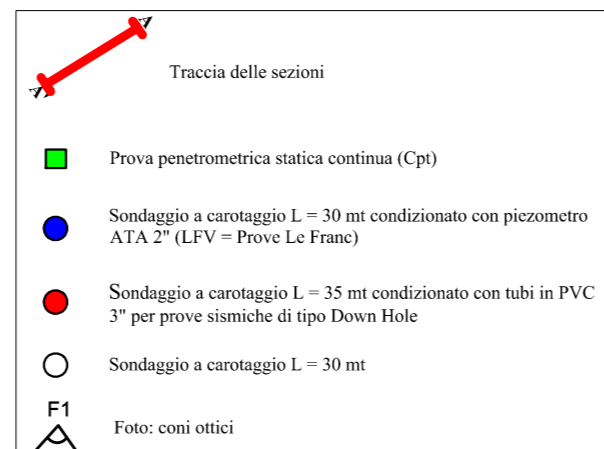 A
A'
Traccia delle sezioni
Prova penetrometrica statica continua (Cpt)
Sondaggio a carotaggio L = 30 mt condizionato con piezometro
ATA 2" (LFV = Prove Le Franc)
Sondaggio a carotaggio L = 35 mt condizionato con tubi in PVC
3" per prove sismiche di tipo Down Hole
Sondaggio a carotaggio L = 30 mt
F1
Foto: coni ottici